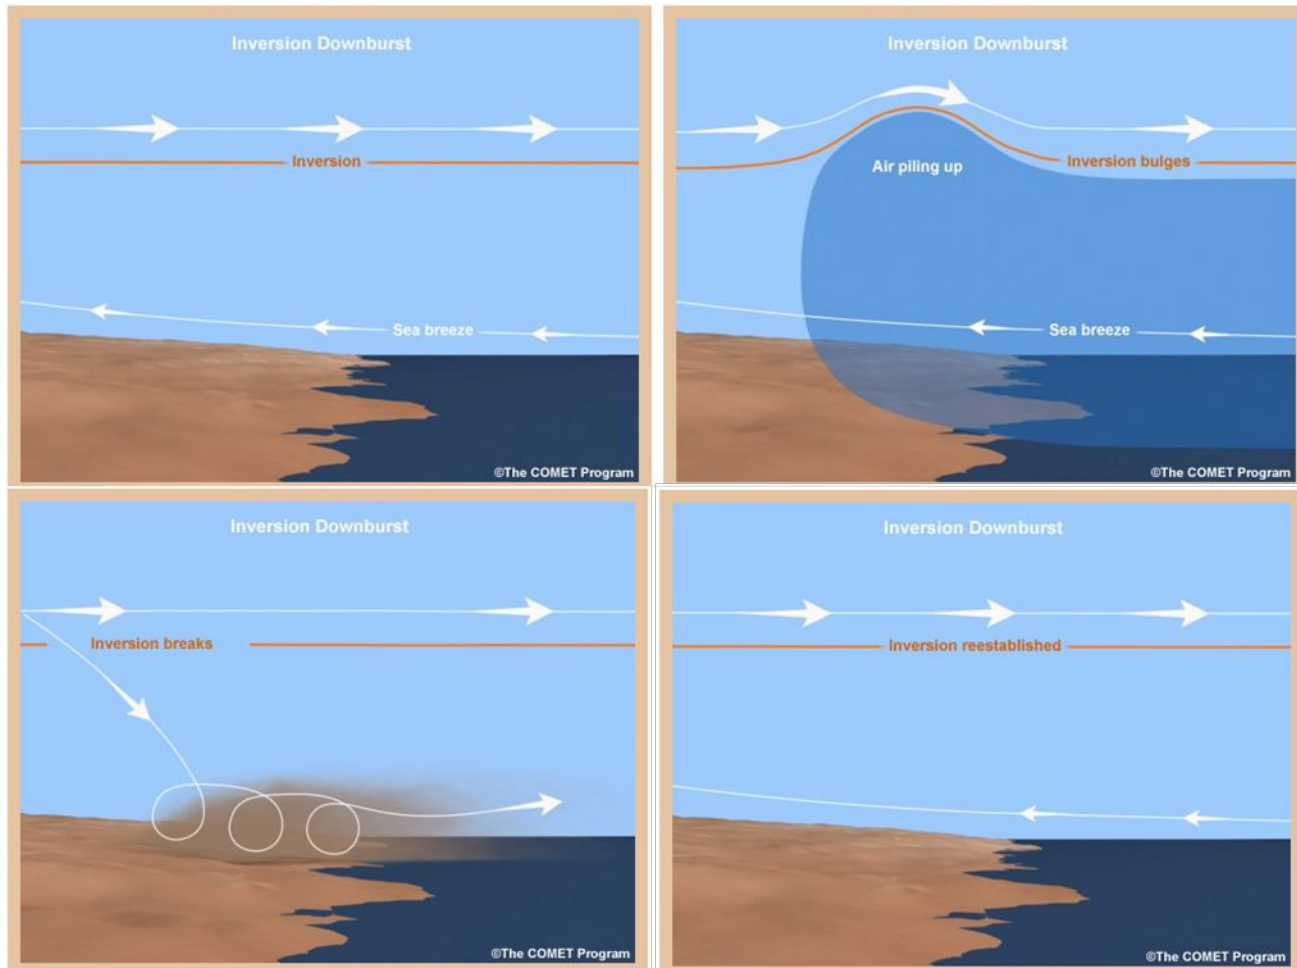 Inversion Downburst
Inversion
Sea breeze
©The COMET Program
Inversion Downburst
Air piling up
Inversion bulges
Sea breeze
©The COMET Program
Inversion Downburst
Inversion breaks
©The COMET Program
Inversion Downburst
Inversion reestablished
©The COMET Program